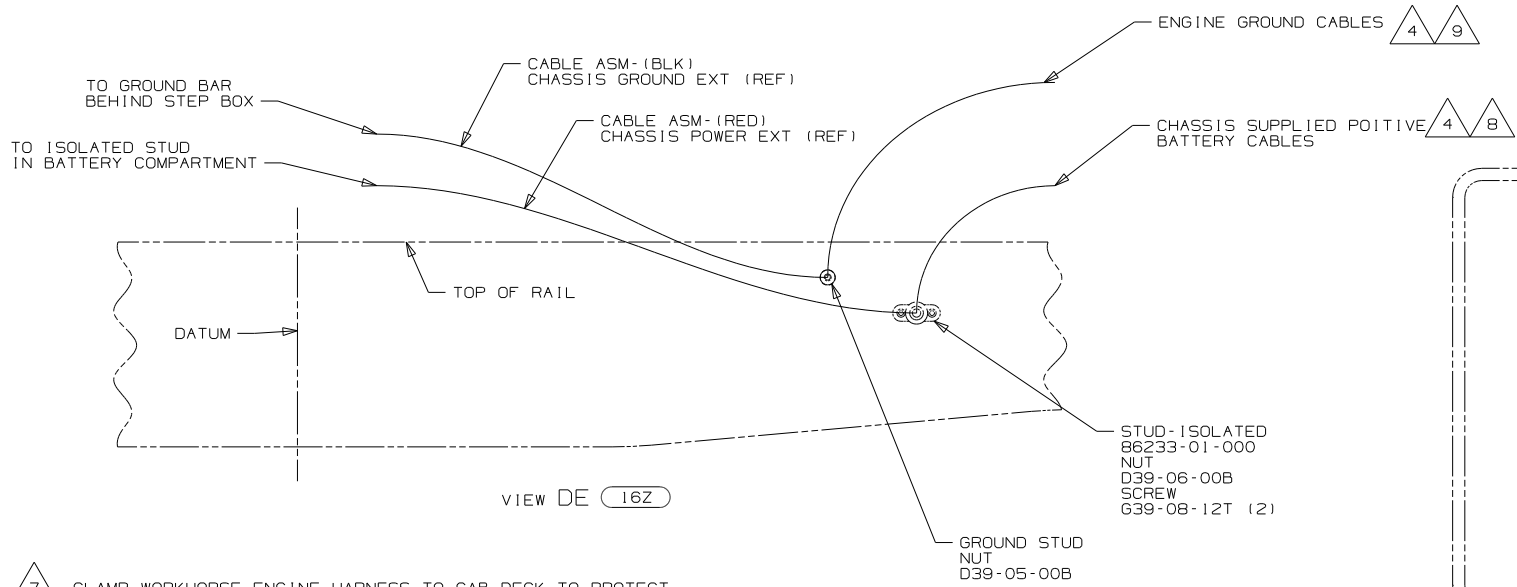 ENGINE GROUND CABLES 4 9
CABLE ASM-(BLK)
CHASSIS GROUND EXT (REF)
TO GROUND BAR
BEHIND STEP BOX
CABLE ASM-(RED)
CHASSIS POWER EXT (REF)
CHASSIS SUPPLIED POITIVE 4 8
BATTERY CABLES
TO ISOLATED STUD
IN BATTERY COMPARTMENT
TOP OF RAIL
DATUM
STUD-ISOLATED
86233-01-000
NUT
D39-06-00B
SCREW
G39-08-12T (2)
VIEW DE 16Z
GROUND STUD
NUT
D39-05-00B
7 CLAMP WORKHORSE ENGINE HARNESS TO CAB DECK TO PROTECT